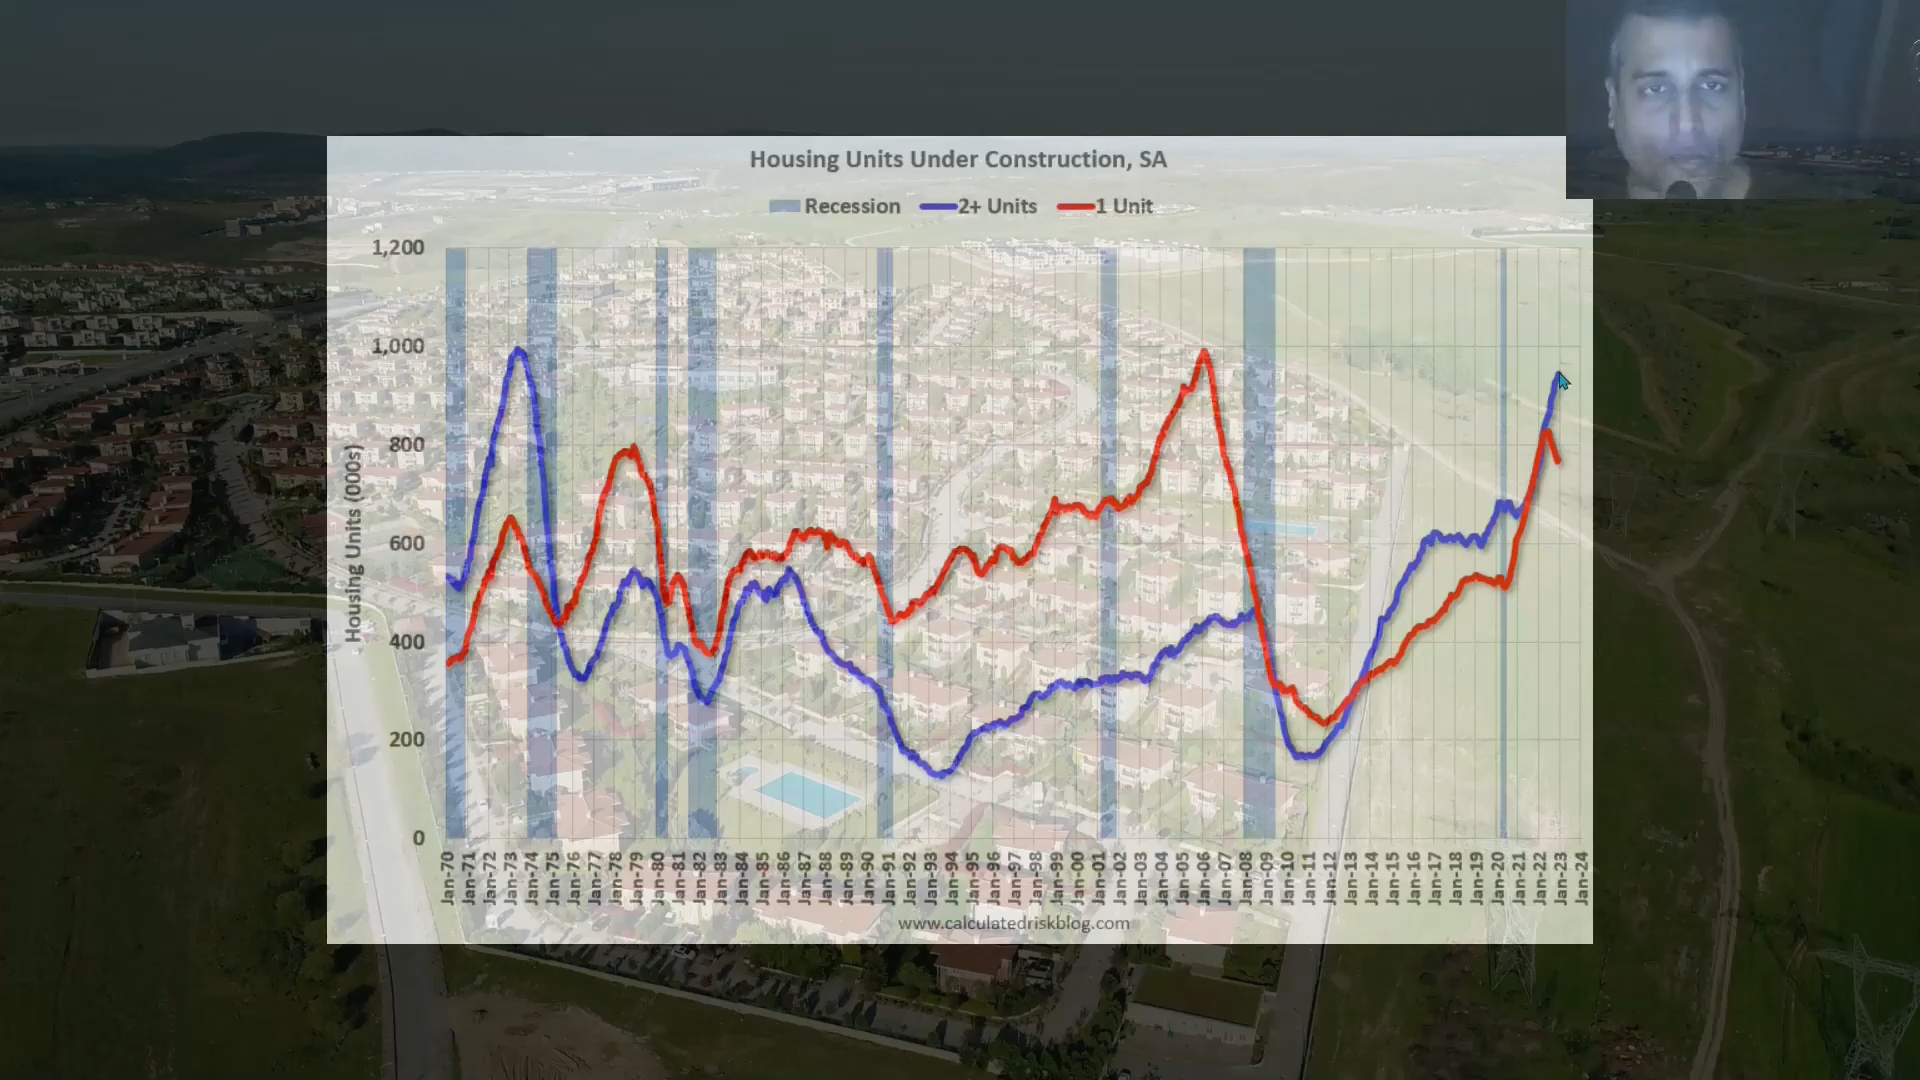 Housing Units Under Construction, SA
Recession 2+ Units 1 Unit
Housing Units (000s)
1,200
1,000
800
600
400
200
0
Jan-70 Jan-71 Jan-72 Jan-73 Jan-74 Jan-75 Jan-76 Jan-77 Jan-78 Jan-79 Jan-80 Jan-81 Jan-82 Jan-83 Jan-84 Jan-85 Jan-86 Jan-87 Jan-88 Jan-89 Jan-90 Jan-91 Jan-92 Jan-93 Jan-94 Jan-95 Jan-96 Jan-97 Jan-98 Jan-99 Jan-00 Jan-01 Jan-02 Jan-03 Jan-04 Jan-05 Jan-06 Jan-07 Jan-08 Jan-09 Jan-10 Jan-11 Jan-12 Jan-13 Jan-14 Jan-15 Jan-16 Jan-17 Jan-18 Jan-19 Jan-20 Jan-21 Jan-22 Jan-23 Jan-24
www.calculatedriskblog.com